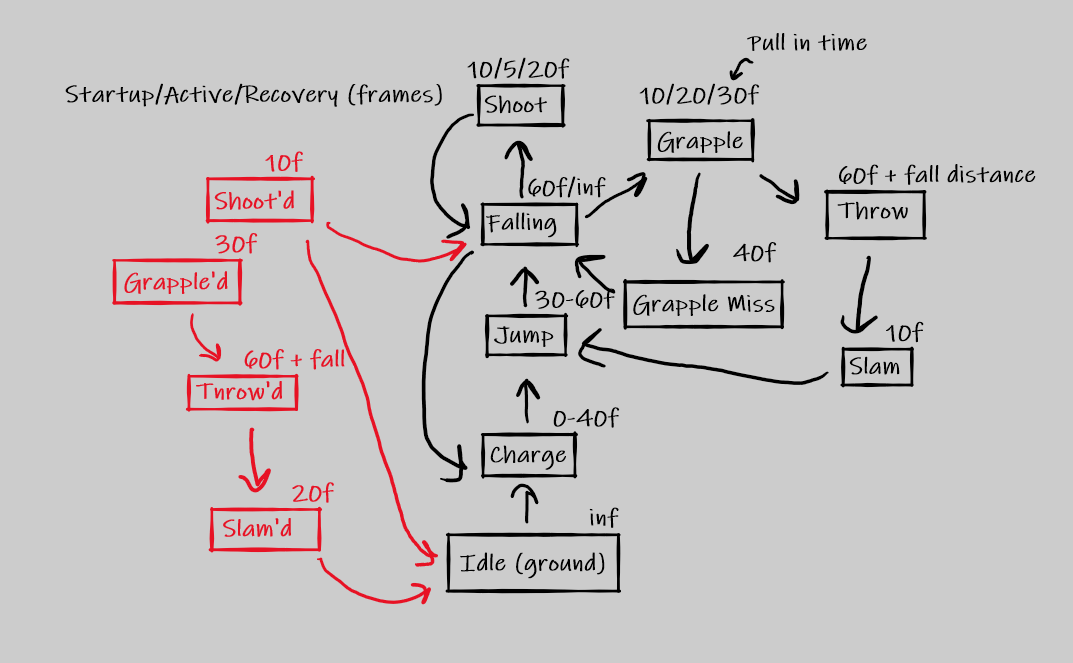 Pull in time
10/5/20f
Startup/Active/Recovery (frames)
Shoot
10/20/30f
Grapple
10f
Shoot'd
60f/inf
60f + fall distance
Throw
Falling
30f
Grapple'd
40f
Grapple Miss
30-60f
Jump
10f
Slam
60f + fall
Throw'd
0-40f
Charge
20f
Slam'd
inf
Idle (ground)